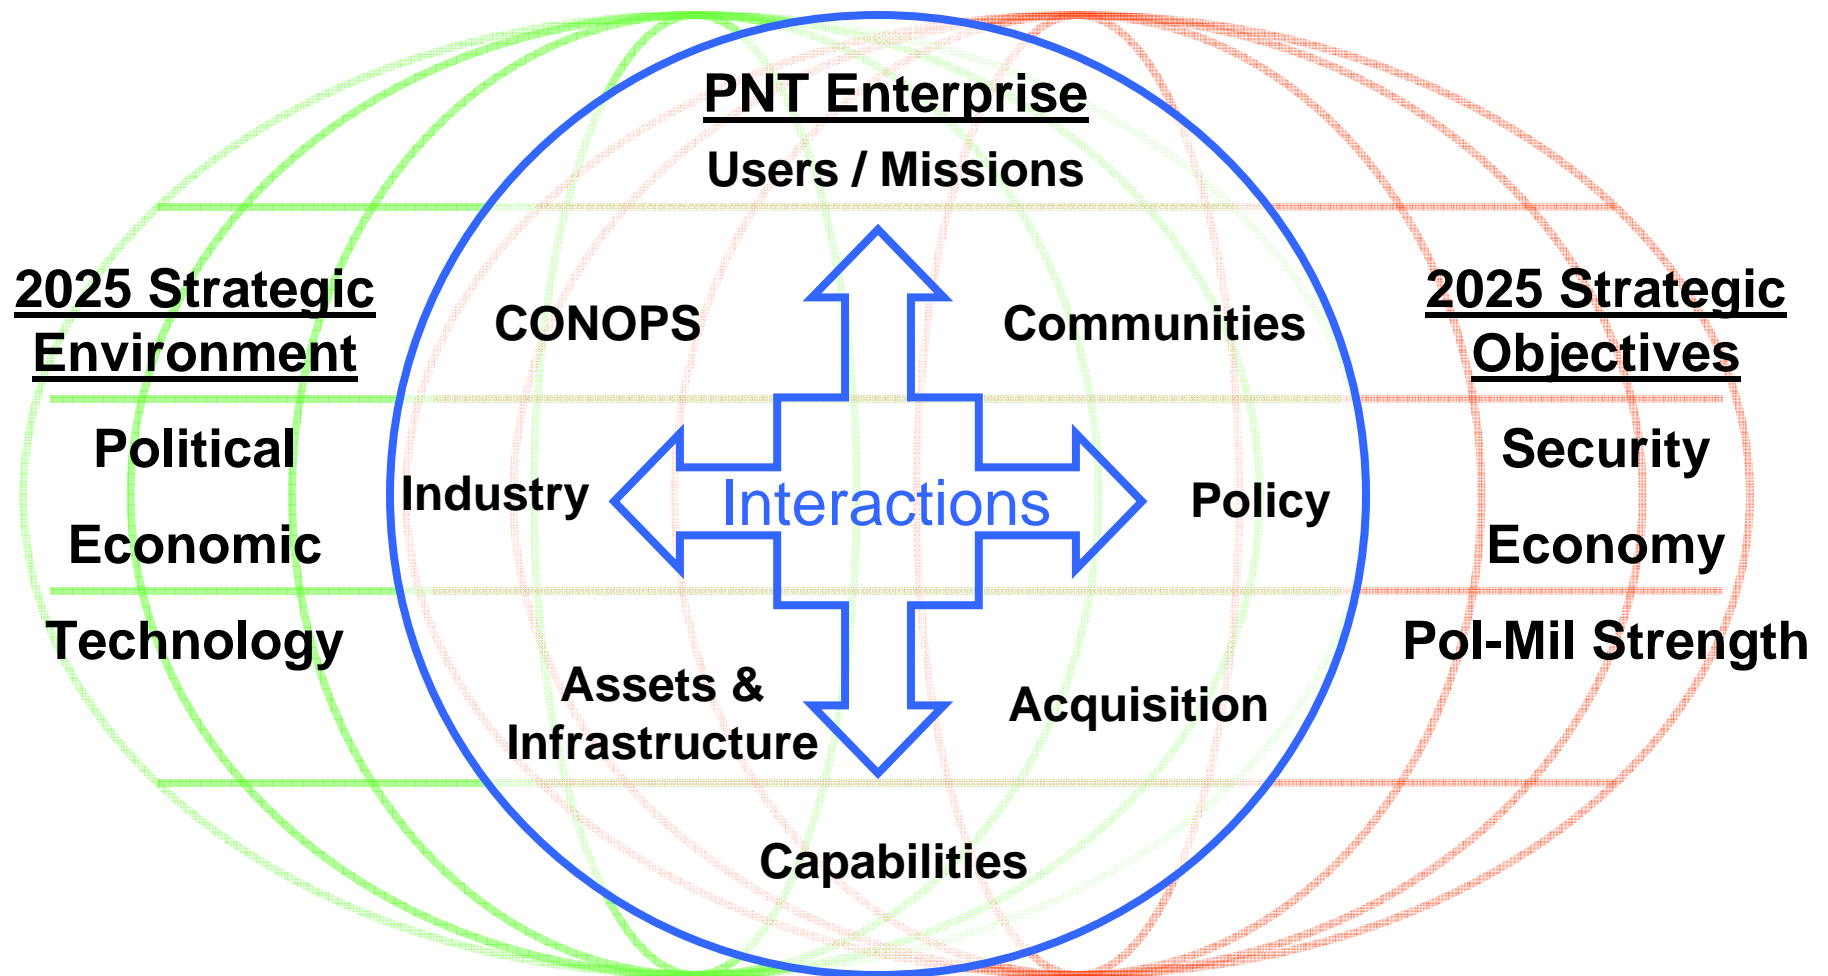 PNT Enterprise
Users / Missions
2025 Strategic
Environment
Political
Economic
Technology
CONOPS
Communities
Industry
Interactions
Policy
Assets &
Infrastructure
Acquisition
Capabilities
2025 Strategic
Objectives
Security
Economy
Pol-Mil Strength